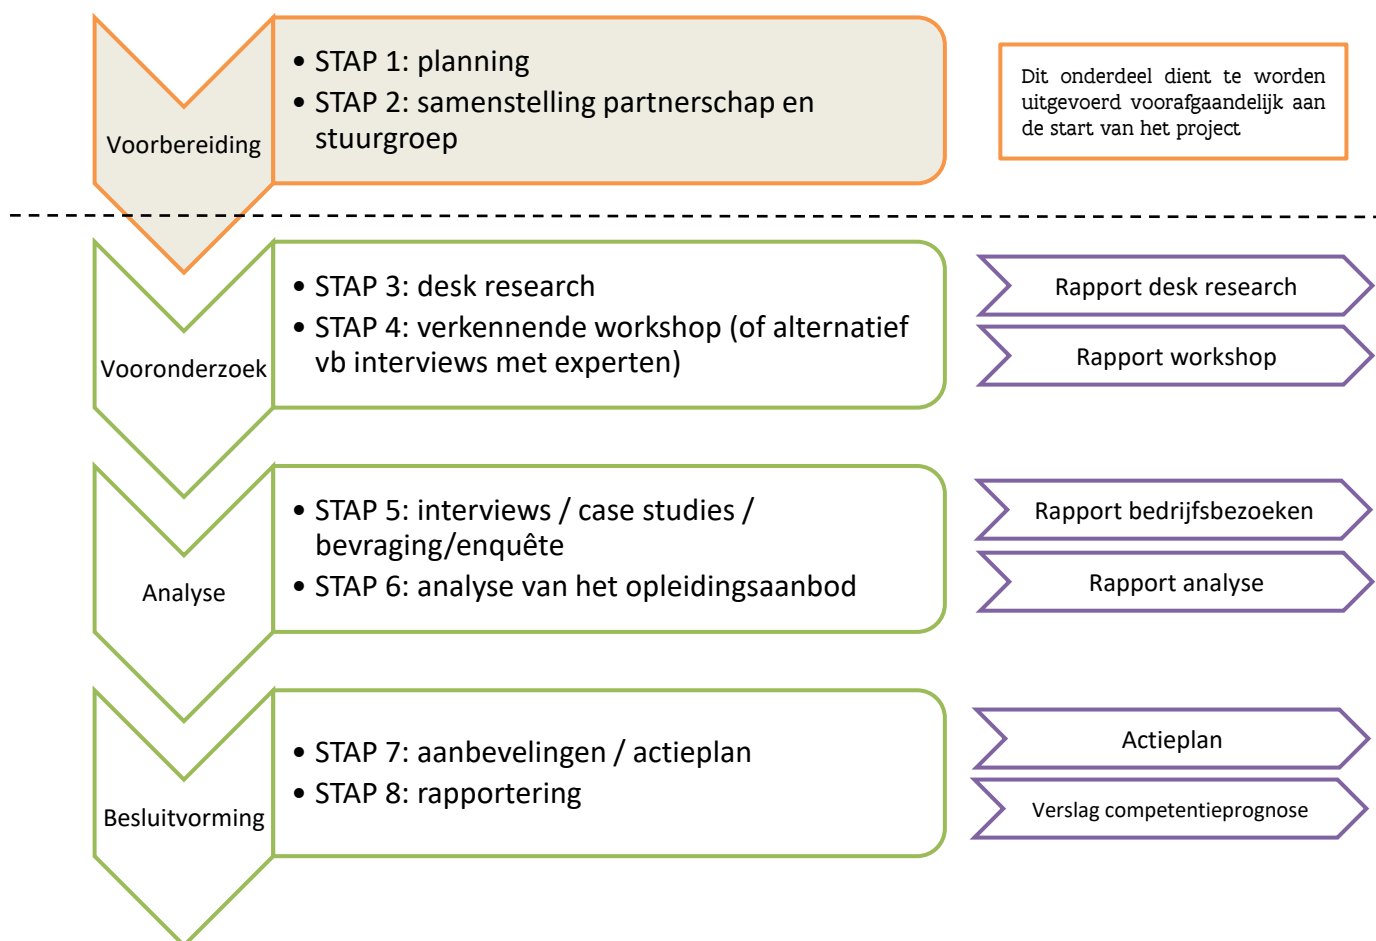 Voorbereiding
• STAP 1: planning
• STAP 2: samenstelling partnerschap en
stuurgroep
Dit onderdeel dient te worden
uitgevoerd voorafgaandelijk aan
de start van het project
Vooronderzoek
• STAP 3: desk research
• STAP 4: verkennende workshop (of alternatief
vb interviews met experten)
Rapport desk research
Rapport workshop
Analyse
• STAP 5: interviews / case studies /
bevraging/enquête
• STAP 6: analyse van het opleidingsaanbod
Rapport bedrijfsbezoeken
Rapport analyse
Besluitvorming
• STAP 7: aanbevelingen / actieplan
• STAP 8: rapportering
Actieplan
Verslag competentieprognose